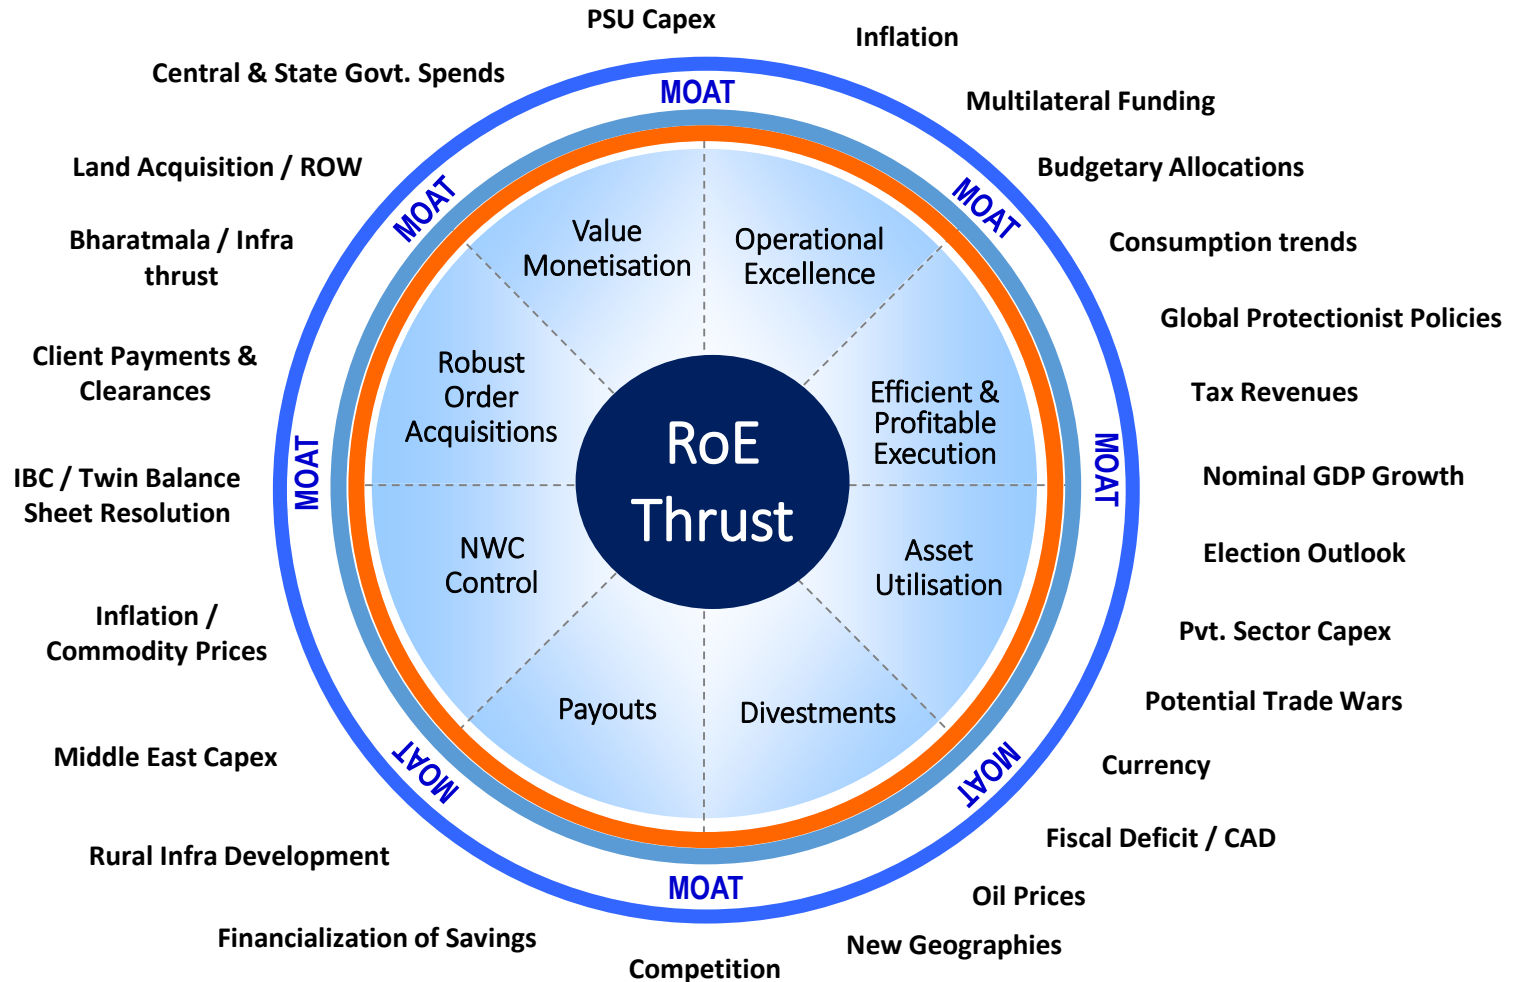 PSU Capex
Inflation
Central & State Govt. Spends
MOAT
Multilateral Funding
Land Acquisition / ROW
Budgetary Allocations
MOAT
MOAT
Bharatmala / Infra
thrust
Value
Monetisation
Operational
Excellence
Consumption trends
Global Protectionist Policies
Client Payments &
Clearances
Robust
Order
Acquisitions
Efficient &
Profitable
Execution
Tax Revenues
RoE
Thrust
MOAT
MOAT
IBC / Twin Balance
Sheet Resolution
Nominal GDP Growth
NWC
Control
Asset
Utilisation
Election Outlook
Inflation /
Commodity Prices
Pvt. Sector Capex
Payouts
Divestments
Potential Trade Wars
Middle East Capex
MOAT
MOAT
Currency
Rural Infra Development
Fiscal Deficit / CAD
MOAT
Oil Prices
Financialization of Savings
New Geographies
Competition